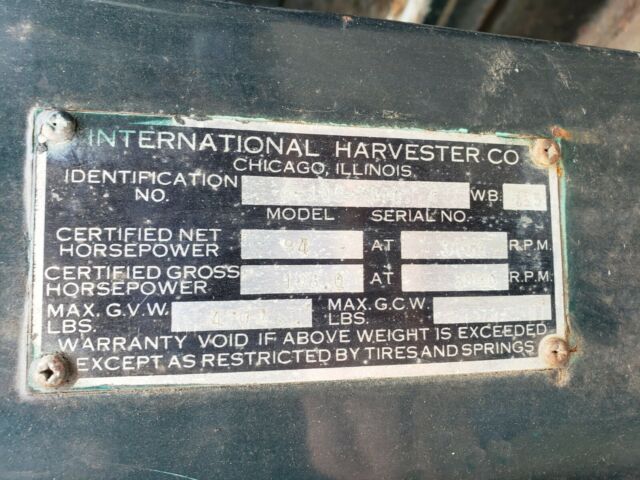 INTERNATIONAL HARVESTER CO
CHICAGO, ILLINOIS.
IDENTIFICATION NO. W.B.
MODEL SERIAL NO.
CERTIFIED NET HORSEPOWER 94 AT R.P.M.
CERTIFIED GROSS HORSEPOWER AT R.P.M.
MAX. G.V.W. LBS. MAX. G.C.W. LBS.
WARRANTY VOID IF ABOVE WEIGHT IS EXCEEDED
EXCEPT AS RESTRICTED BY TIRES AND SPRINGS